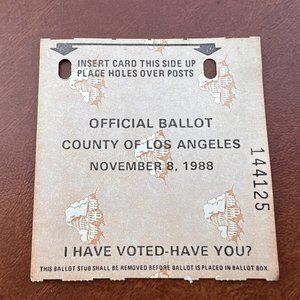 INSERT CARD THIS SIDE UP
PLACE HOLES OVER POSTS
OFFICIAL BALLOT
COUNTY OF LOS ANGELES
NOVEMBER 8, 1988
144125
I HAVE VOTED-HAVE YOU?
THIS BALLOT STUB SHALL BE REMOVED BEFORE BALLOT IS PLACED IN BALLOT BOX.